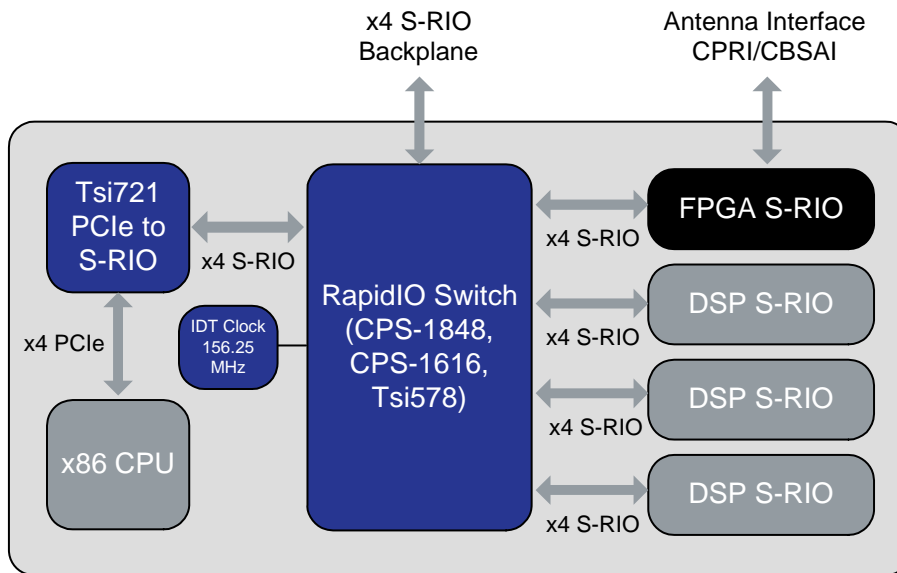 x4 S-RIO
Backplane
Antenna Interface
CPRI/CBSAI
Tsi721
PCIe to
S-RIO
x4 S-RIO
x4 PCIe
IDT Clock
156.25
MHz
x86 CPU
RapidIO Switch
(CPS-1848,
CPS-1616,
Tsi578)
x4 S-RIO
FPGA S-RIO
x4 S-RIO
DSP S-RIO
x4 S-RIO
DSP S-RIO
x4 S-RIO
DSP S-RIO